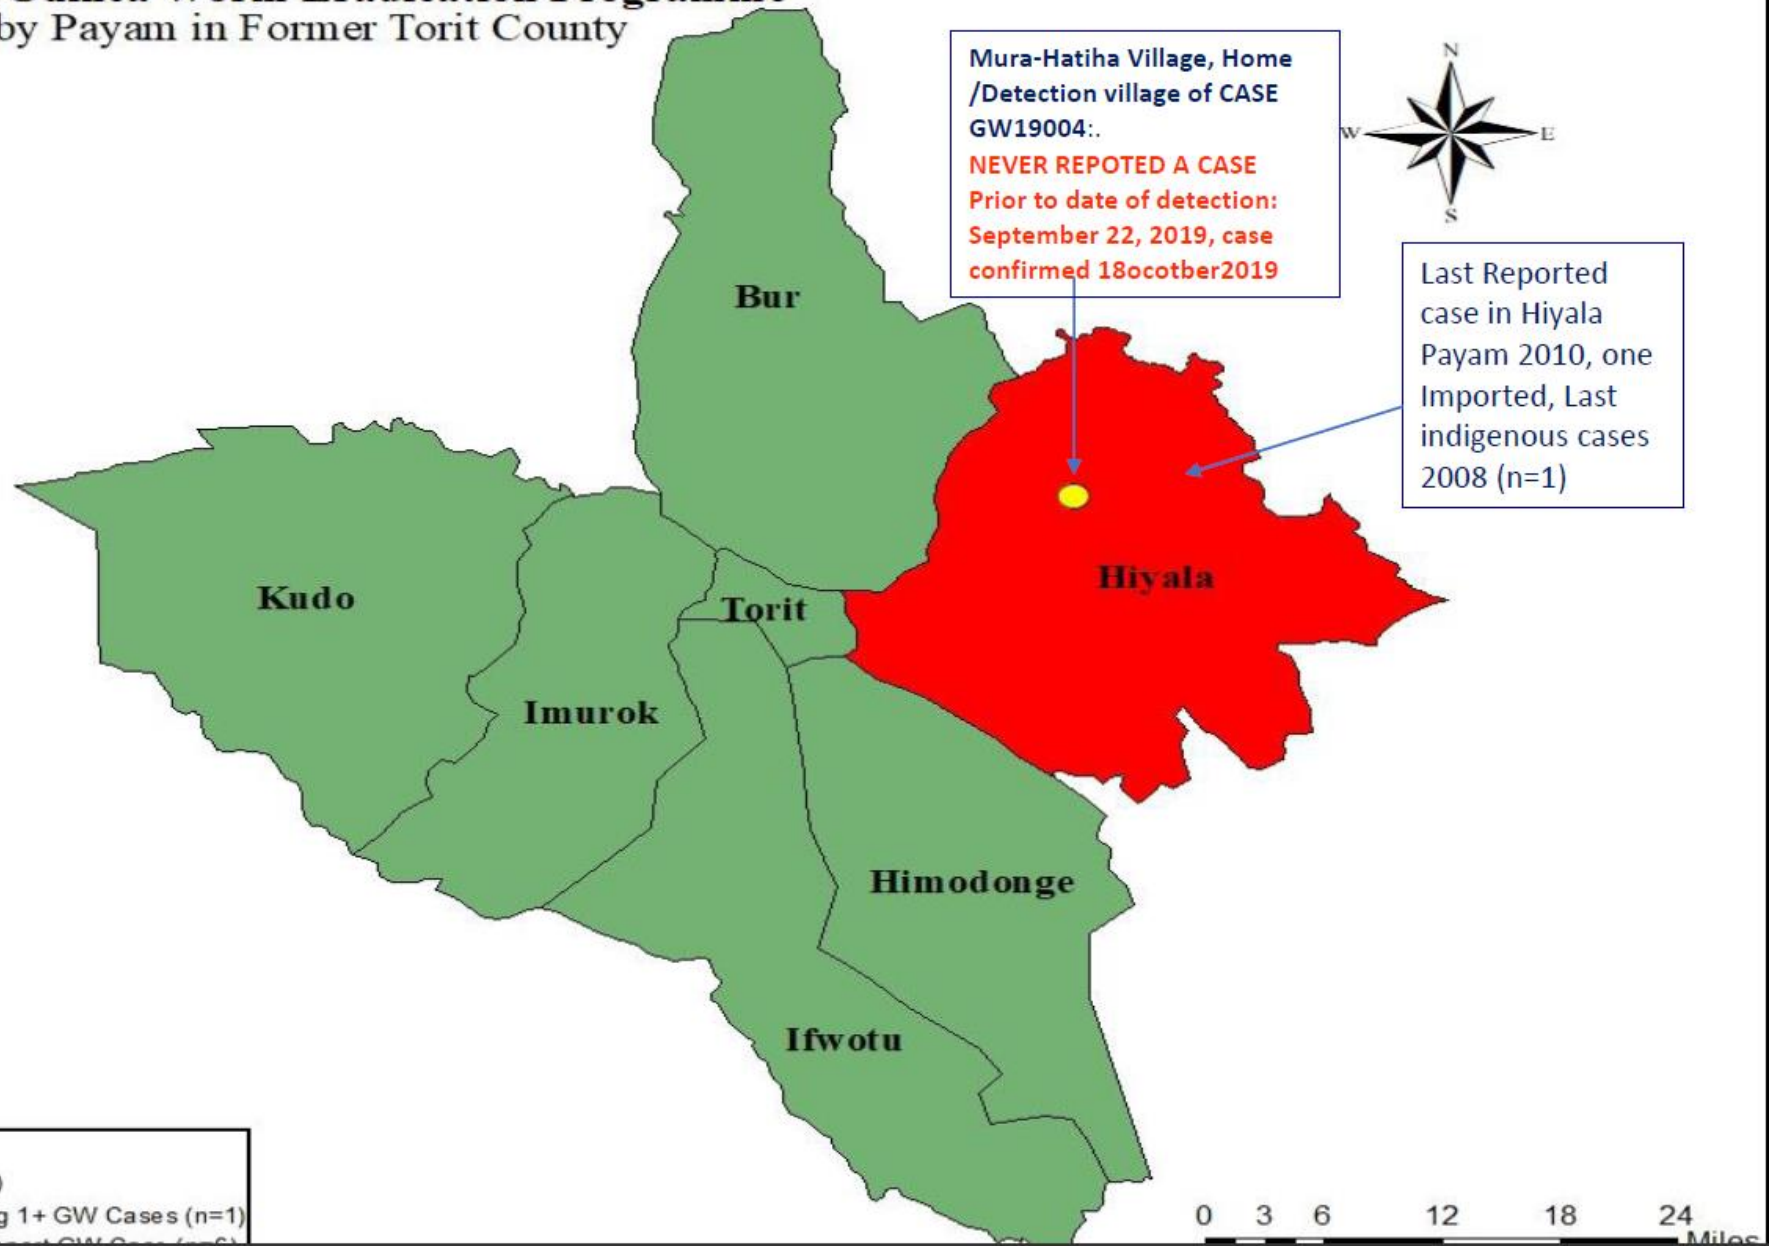 by Payam in Former Torit County
Mura-Hatiha Village, Home
/Detection village of CASE
GW19004:.
NEVER REPOTED A CASE
Prior to date of detection:
September 22, 2019, case
confirmed 18ocotber2019
N
W
E
S
Last Reported
case in Hiyala
Payam 2010, one
Imported, Last
indigenous cases
2008 (n=1)
Bur
Hiyala
Kudo
Torit
Imurok
Himodonge
Ifwotu
)
g 1+ GW Cases (n=1)
0 3 6 12 18 24
Miles